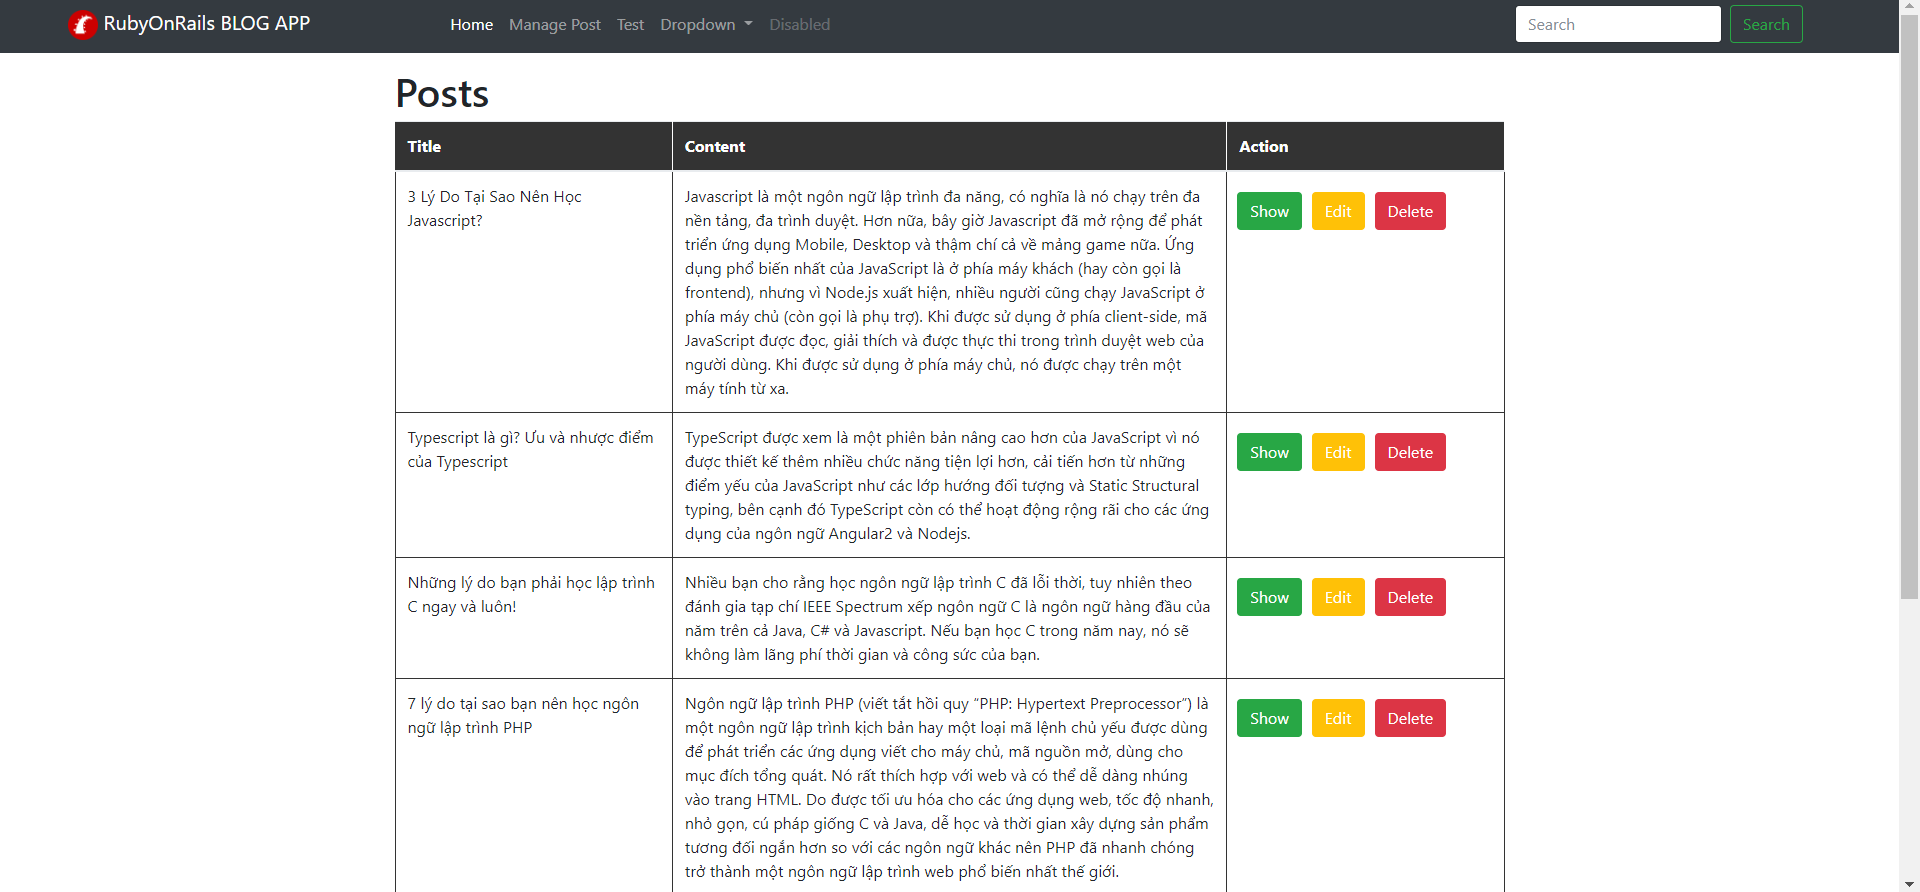 RubyOnRails BLOG APP
Home Manage Post Test Dropdown Disabled
Search Search
Posts
Title Content Action
3 Lý Do Tại Sao Nên Học
Javascript?
Javascript là một ngôn ngữ lập trình đa năng, có nghĩa là nó chạy trên đa
nền tảng, đa trình duyệt. Hơn nữa, bây giờ Javascript đã mở rộng để phát
triển ứng dụng Mobile, Desktop và thậm chí cả về mảng game nữa. Ứng
dụng phổ biến nhất của JavaScript là ở phía máy khách (hay còn gọi là
frontend), nhưng vì Node.js xuất hiện, nhiều người cũng chạy JavaScript ở
phía máy chủ (còn gọi là phụ trợ). Khi được sử dụng ở phía client-side, mã
JavaScript được đọc, giải thích và được thực thi trong trình duyệt web của
người dùng. Khi được sử dụng ở phía máy chủ, nó được chạy trên một
máy tính từ xa.
Show Edit Delete
Typescript là gì? Ưu và nhược điểm
của Typescript
TypeScript được xem là một phiên bản nâng cao hơn của JavaScript vì nó
được thiết kế thêm nhiều chức năng tiện lợi hơn, cải tiến hơn từ những
điểm yếu của JavaScript như các lớp hướng đối tượng và Static Structural
typing, bên cạnh đó TypeScript còn có thể hoạt động rộng rãi cho các ứng
dụng của ngôn ngữ Angular2 và Nodejs.
Show Edit Delete
Những lý do bạn phải học lập trình
C ngay và luôn!
Nhiều bạn cho rằng học ngôn ngữ lập trình C đã lỗi thời, tuy nhiên theo
đánh gia tạp chí IEEE Spectrum xếp ngôn ngữ C là ngôn ngữ hàng đầu của
năm trên cả Java, C# và Javascript. Nếu bạn học C trong năm nay, nó sẽ
không làm lãng phí thời gian và công sức của bạn.
Show Edit Delete
7 lý do tại sao bạn nên học ngôn
ngữ lập trình PHP
Ngôn ngữ lập trình PHP (viết tắt hồi quy “PHP: Hypertext Preprocessor”) là
một ngôn ngữ lập trình kịch bản hay một loại mã lệnh chủ yếu được dùng
để phát triển các ứng dụng viết cho máy chủ, mã nguồn mở, dùng cho
mục đích tổng quát. Nó rất thích hợp với web và có thể dễ dàng nhúng
vào trang HTML. Do được tối ưu hóa cho các ứng dụng web, tốc độ nhanh,
nhỏ gọn, cú pháp giống C và Java, dễ học và thời gian xây dựng sản phẩm
tương đối ngắn hơn so với các ngôn ngữ khác nên PHP đã nhanh chóng
trở thành một ngôn ngữ lập trình web phổ biến nhất thế giới.
Show Edit Delete